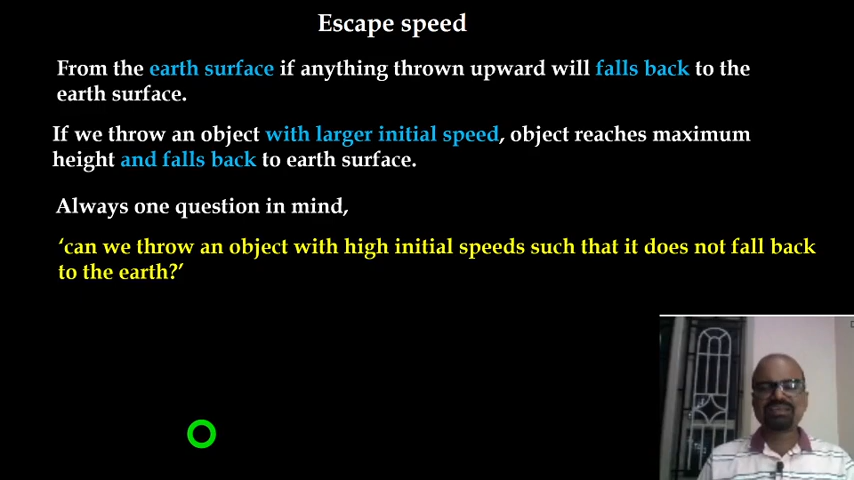 Escape speed
From the earth surface if anything thrown upward will falls back to the
earth surface.
If we throw an object with larger initial speed, object reaches maximum
height and falls back to earth surface.
Always one question in mind,
‘can we throw an object with high initial speeds such that it does not fall back
to the earth?’